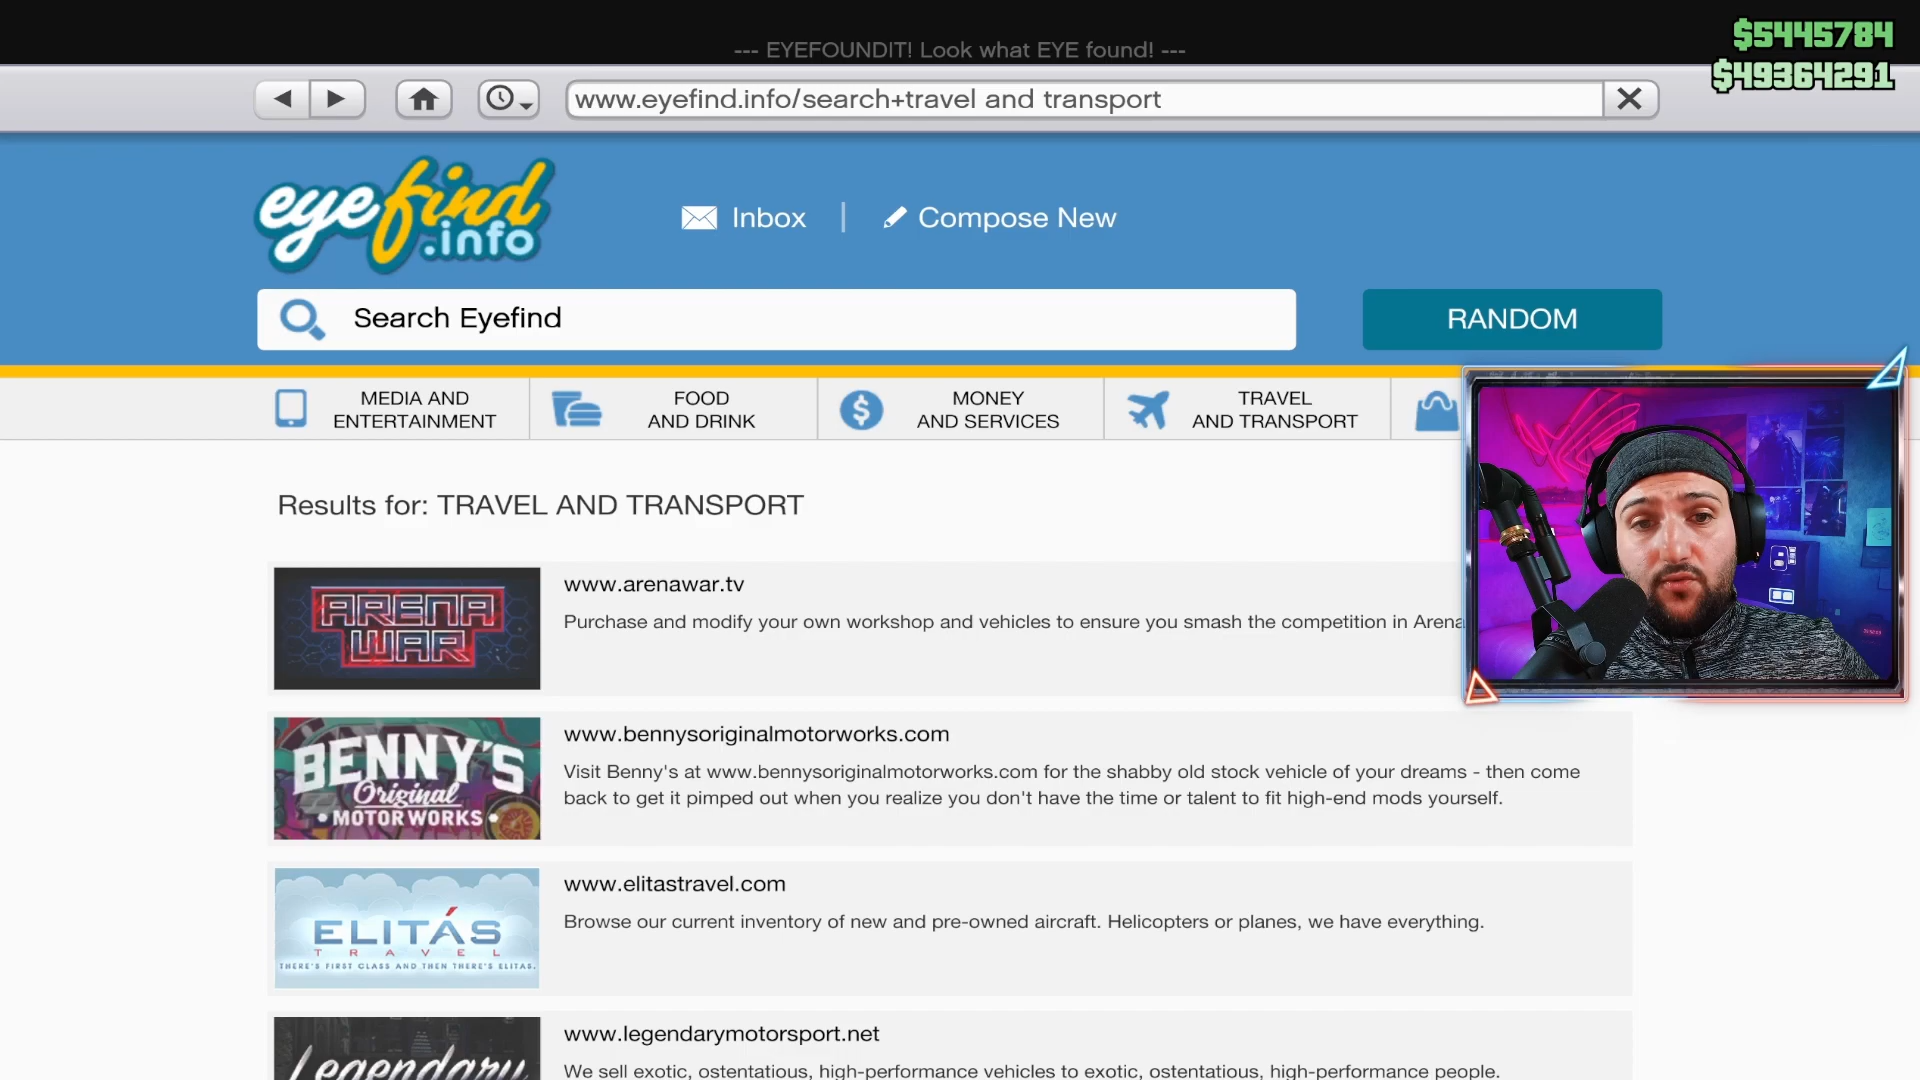 --- EYEFOUNDIT! Look what EYE found! ---
$5445784
$49364291
www.eyefind.info/search+travel and transport
eyefind
.info
Inbox
Compose New
Search Eyefind
RANDOM
MEDIA AND
ENTERTAINMENT
FOOD
AND DRINK
MONEY
AND SERVICES
TRAVEL
AND TRANSPORT
Results for: TRAVEL AND TRANSPORT
ARENA
WAR
www.arenawar.tv
Purchase and modify your own workshop and vehicles to ensure you smash the competition in Arena
BENNY'S
Original
MOTOR WORKS
www.bennysoriginalmotorworks.com
Visit Benny's at www.bennysoriginalmotorworks.com for the shabby old stock vehicle of your dreams - then come
back to get it pimped out when you realize you don't have the time or talent to fit high-end mods yourself.
ELITÁS
TRAVEL
THERE'S FIRST CLASS AND THEN THERE'S ELITAS.
www.elitastravel.com
Browse our current inventory of new and pre-owned aircraft. Helicopters or planes, we have everything.
Legendary
www.legendarymotorsport.net
We sell exotic, ostentatious, high-performance vehicles to exotic, ostentatious, high-performance people.